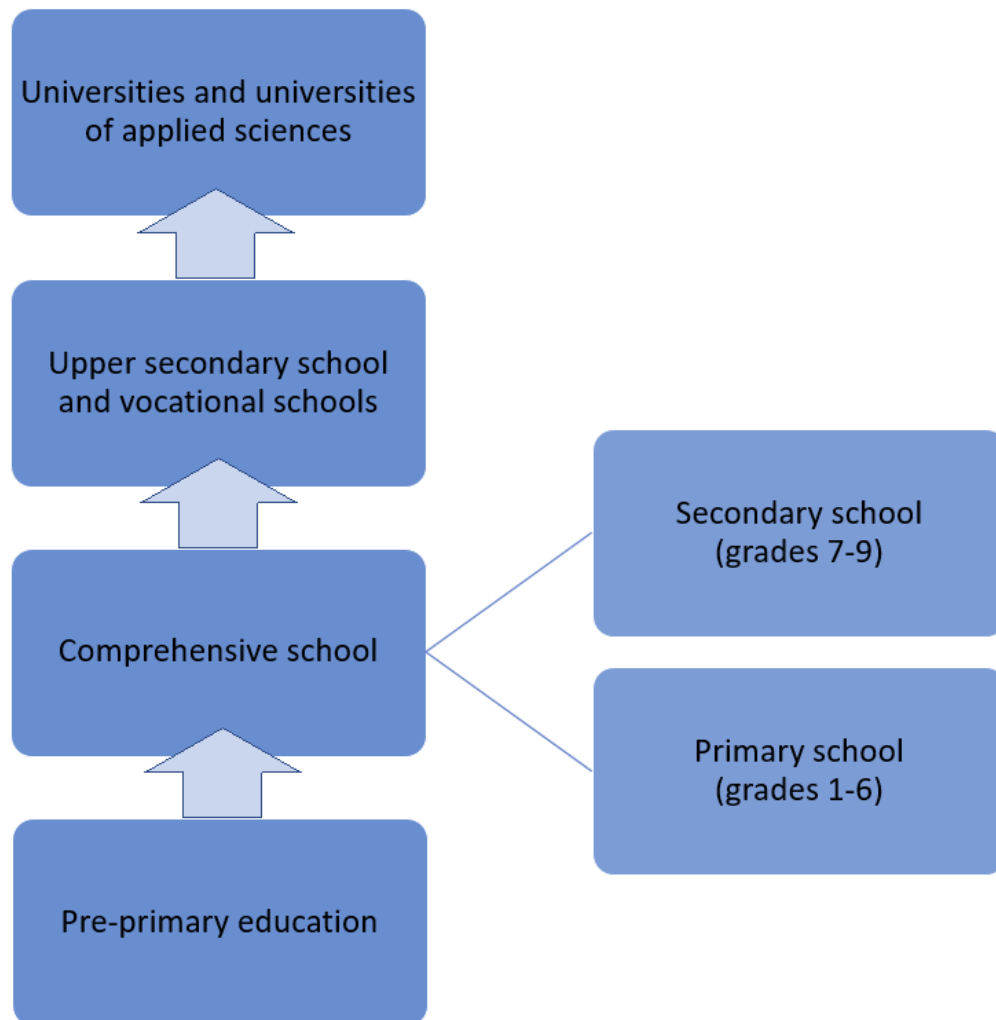 Universities and universities
of applied sciences
Upper secondary school
and vocational schools
Secondary school
(grades 7-9)
Comprehensive school
Primary school
(grades 1-6)
Pre-primary education